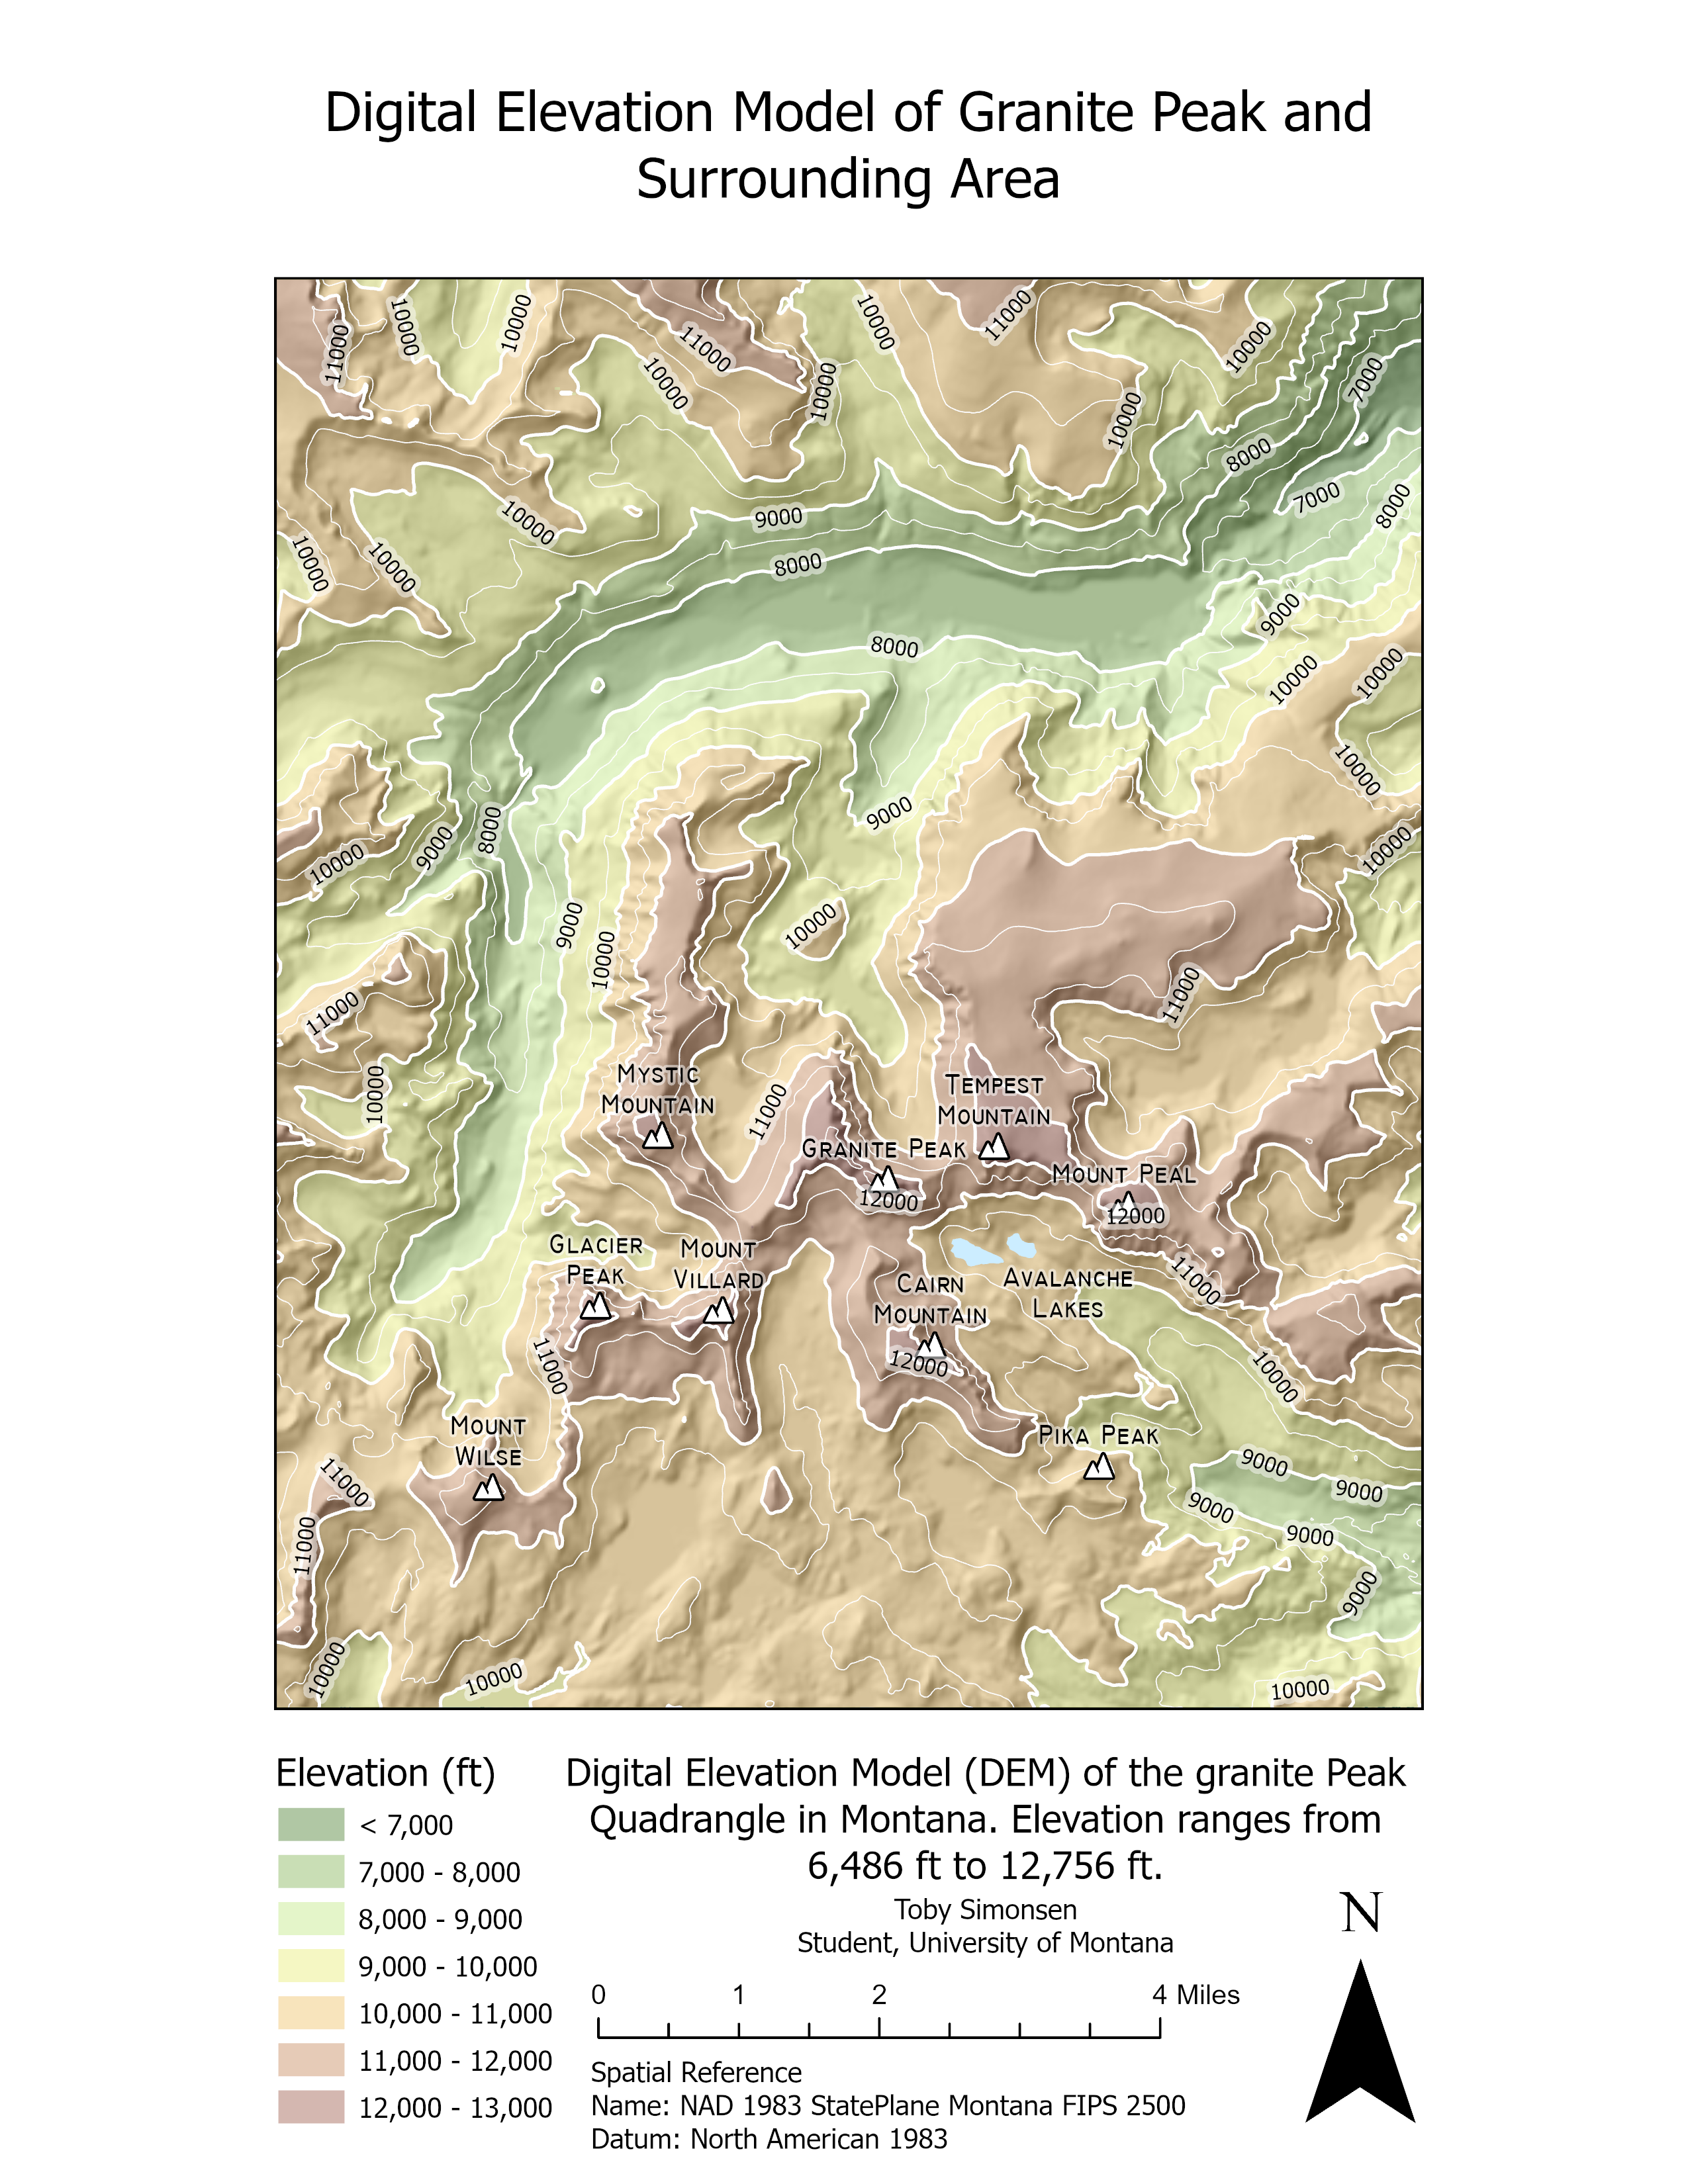 Digital Elevation Model of Granite Peak and
Surrounding Area
10000
10000
11000
11000
10000
11000
10000
10000
10000
10000
7000
10000
8000
7000
8000
10000
9000
10000
10000
8000
9000
8000
10000
10000
10000
9000
8000
9000
10000
10000
9000
10000
10000
11000
11000
10000
11000
Mystic
Mountain
Tempest
Mountain
Granite Peak
12000
Mount Peal
12000
Glacier
Peak
Mount
Villard
Cairn
Mountain
12000
Avalanche
Lakes
11000
11000
10000
Mount
Wilse
Pika Peak
11000
9000
9000
9000
9000
11000
9000
10000
10000
10000
Elevation (ft)
< 7,000
7,000 - 8,000
8,000 - 9,000
9,000 - 10,000
10,000 - 11,000
11,000 - 12,000
12,000 - 13,000
Digital Elevation Model (DEM) of the granite Peak
Quadrangle in Montana. Elevation ranges from
6,486 ft to 12,756 ft.
Toby Simonsen
Student, University of Montana
N
0 1 2 4 Miles
Spatial Reference
Name: NAD 1983 StatePlane Montana FIPS 2500
Datum: North American 1983